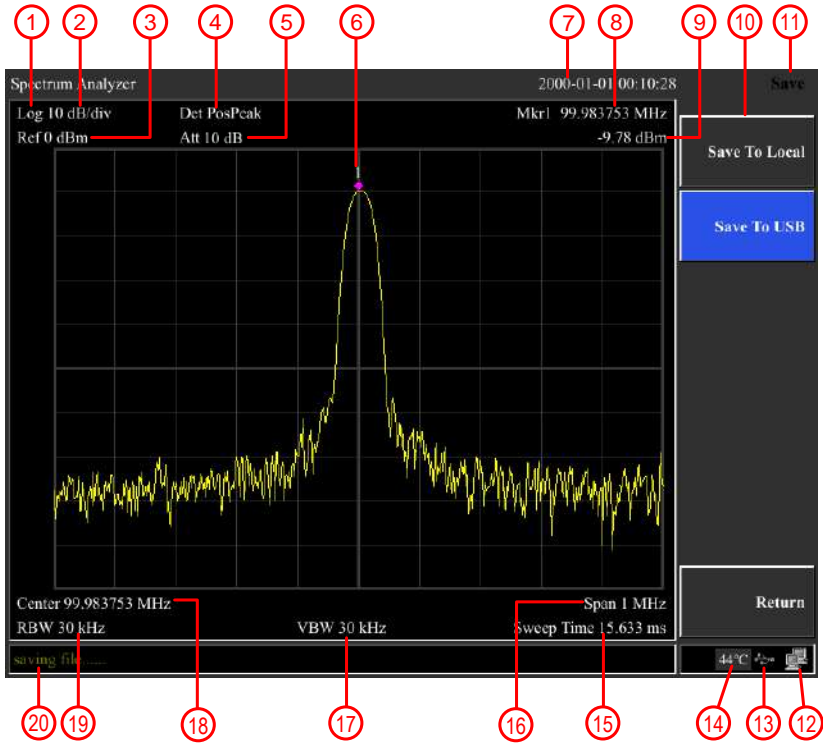 1 2 3 4 5 6 7 8 9 10 11
Spectrum Analyzer 2000-01-01 00:10:28 Save
Log 10 dB/div Det PosPeak Mkr1 99.983753 MHz
Ref 0 dBm Att 10 dB -9.78 dBm
1
Save To Local
Save To USB
Center 99.983753 MHz Span 1 MHz
RBW 30 kHz VBW 30 kHz Sweep Time 15.633 ms
Return
saving file...... 44°C
20 19 18 17 16 15 14 13 12